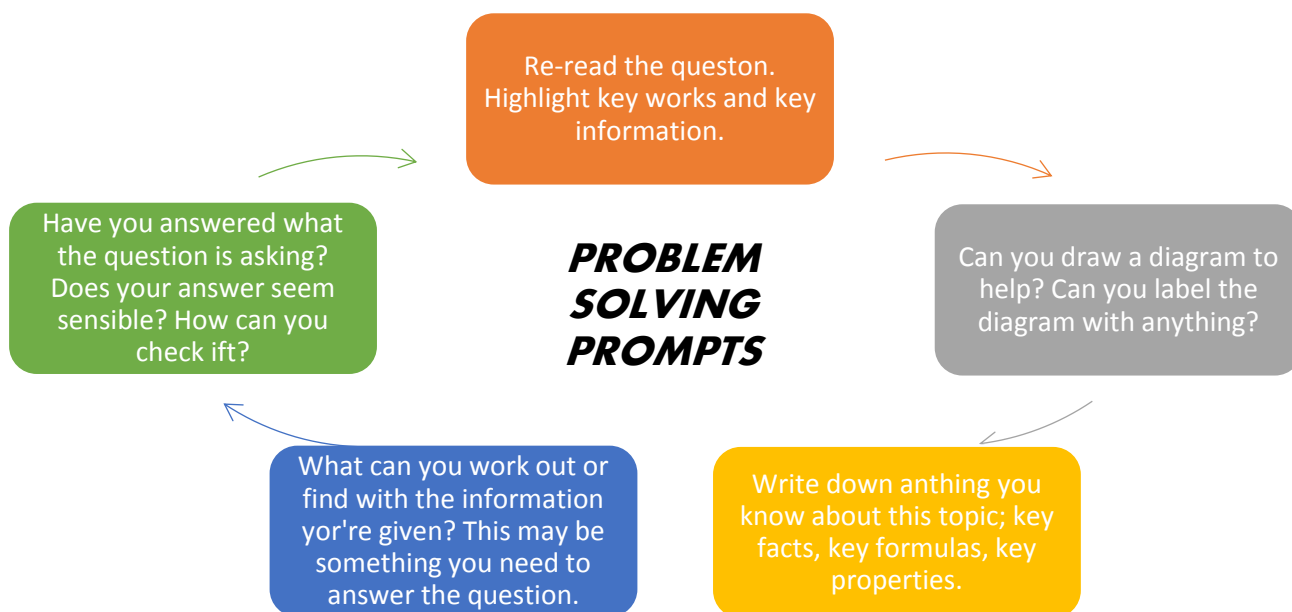 Re-read the queston.
Highlight key works and key
information.
Can you draw a diagram to
help? Can you label the
diagram with anything?
Write down anthing you
know about this topic; key
facts, key formulas, key
properties.
What can you work out or
find with the information
yor're given? This may be
something you need to
answer the question.
Have you answered what
the question is asking?
Does your answer seem
sensible? How can you
check ift?
PROBLEM
SOLVING
PROMPTS